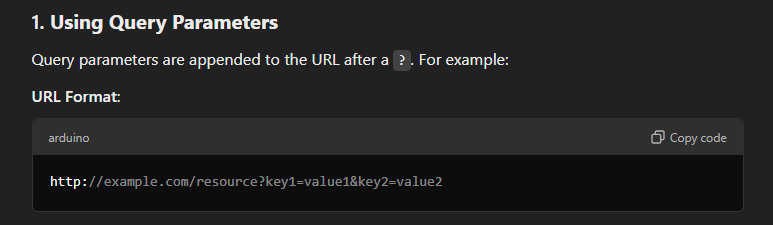 1. Using Query Parameters
Query parameters are appended to the URL after a ?. For example:
URL Format:
arduino
Copy code
http://example.com/resource?key1=value1&key2=value2